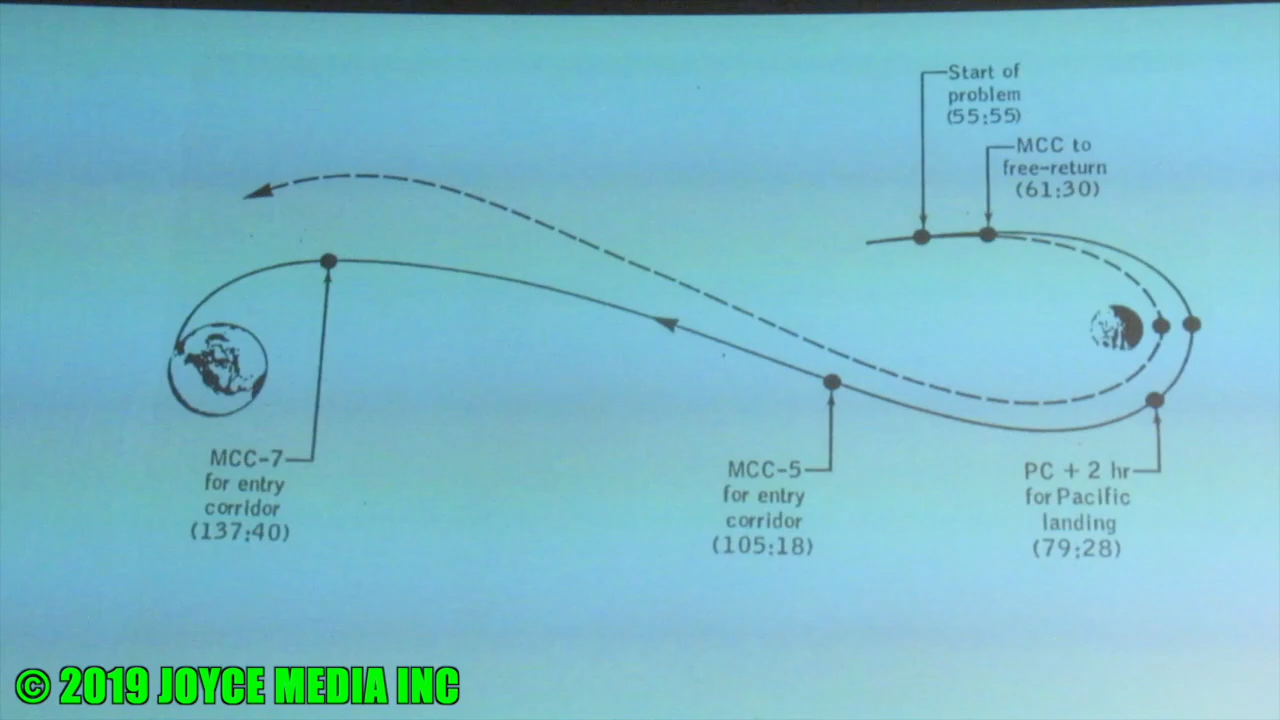 Start of
problem
(55:55)
MCC to
free-return
(61:30)
MCC-7
for entry
corridor
(137:40)
MCC-5
for entry
corridor
(105:18)
PC + 2 hr
for Pacific
landing
(79:28)
© 2019 JOYCE MEDIA INC